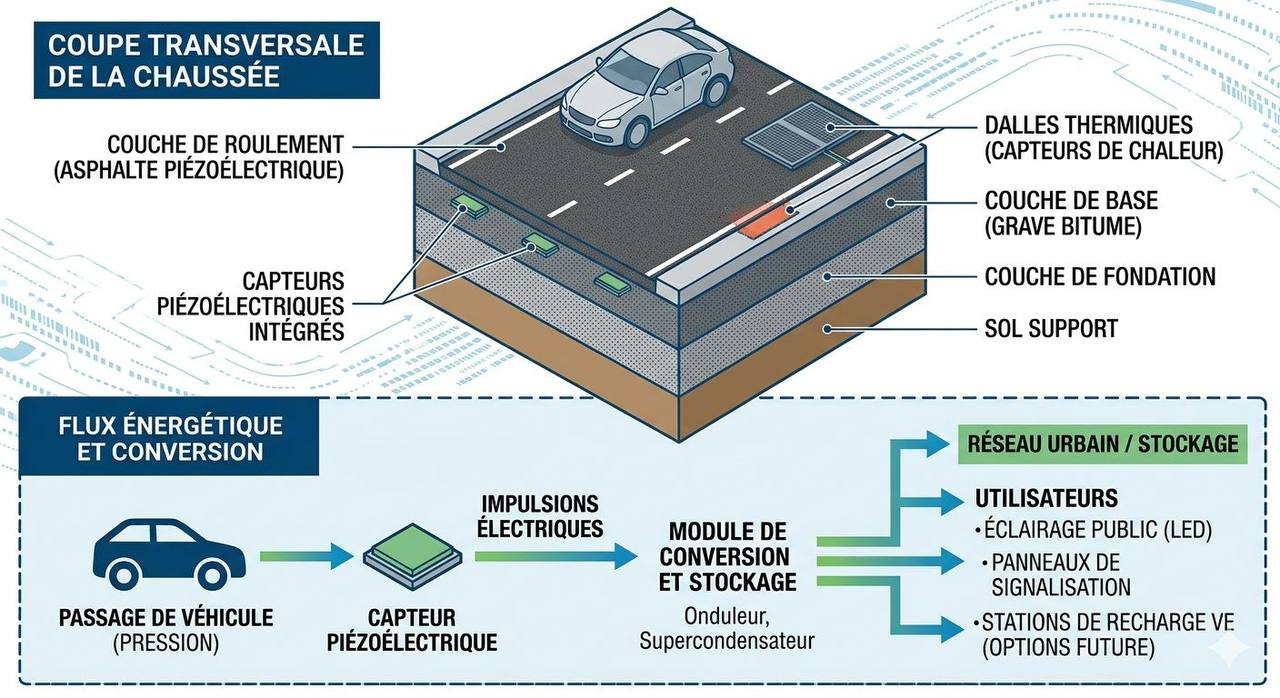 COUPE TRANSVERSALE
DE LA CHAUSSÉE
COUCHE DE ROULEMENT
(ASPHALTE PIÉZOÉLECTRIQUE)
CAPTEURS
PIÉZOÉLECTRIQUES
INTÉGRÉS
DALLES THERMIQUES
(CAPTEURS DE CHALEUR)
COUCHE DE BASE
(GRAVE BITUME)
COUCHE DE FONDATION
SOL SUPPORT
FLUX ÉNERGÉTIQUE
ET CONVERSION
PASSAGE DE VÉHICULE
(PRESSION)
CAPTEUR
PIÉZOÉLECTRIQUE
IMPULSIONS
ÉLECTRIQUES
MODULE DE
CONVERSION
ET STOCKAGE
Onduleur,
Supercondensateur
RÉSEAU URBAIN / STOCKAGE
UTILISATEURS
•ÉCLAIRAGE PUBLIC (LED)
•PANNEAUX DE
SIGNALISATION
•STATIONS DE RECHARGE VE
(OPTIONS FUTURE)